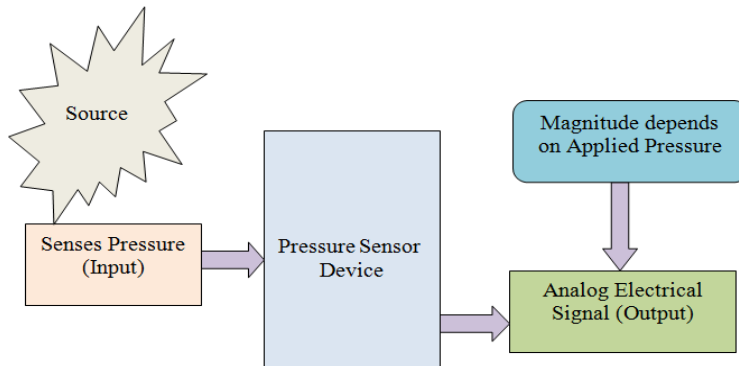 Source
Senses Pressure
(Input)
Pressure Sensor
Device
Magnitude depends
on Applied Pressure
Analog Electrical
Signal (Output)